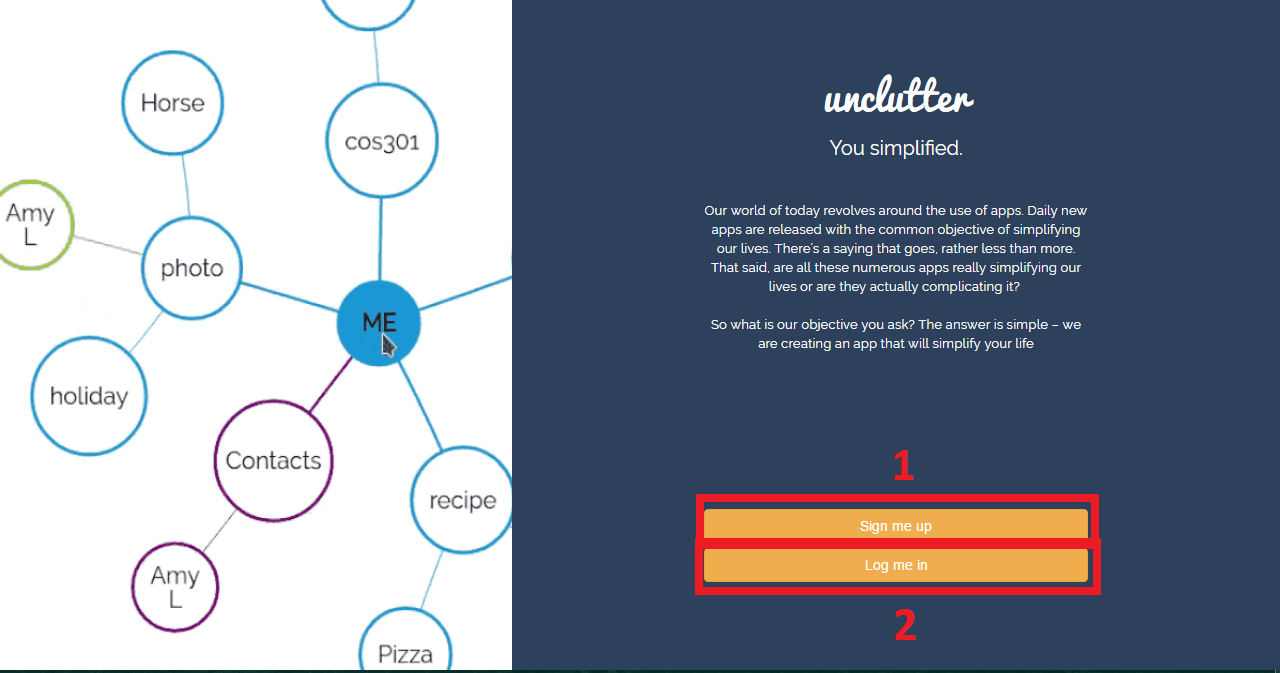 Horse
cos301
Amy
L
photo
ME
holiday
Contacts
recipe
Amy
L
Pizza
unclutter
You simplified.
Our world of today revolves around the use of apps. Daily new
apps are released with the common objective of simplifying
our lives. There's a saying that goes, rather less than more.
That said, are all these numerous apps really simplifying our
lives or are they actually complicating it?
So what is our objective you ask? The answer is simple – we
are creating an app that will simplify your life
1
Sign me up
Log me in
2